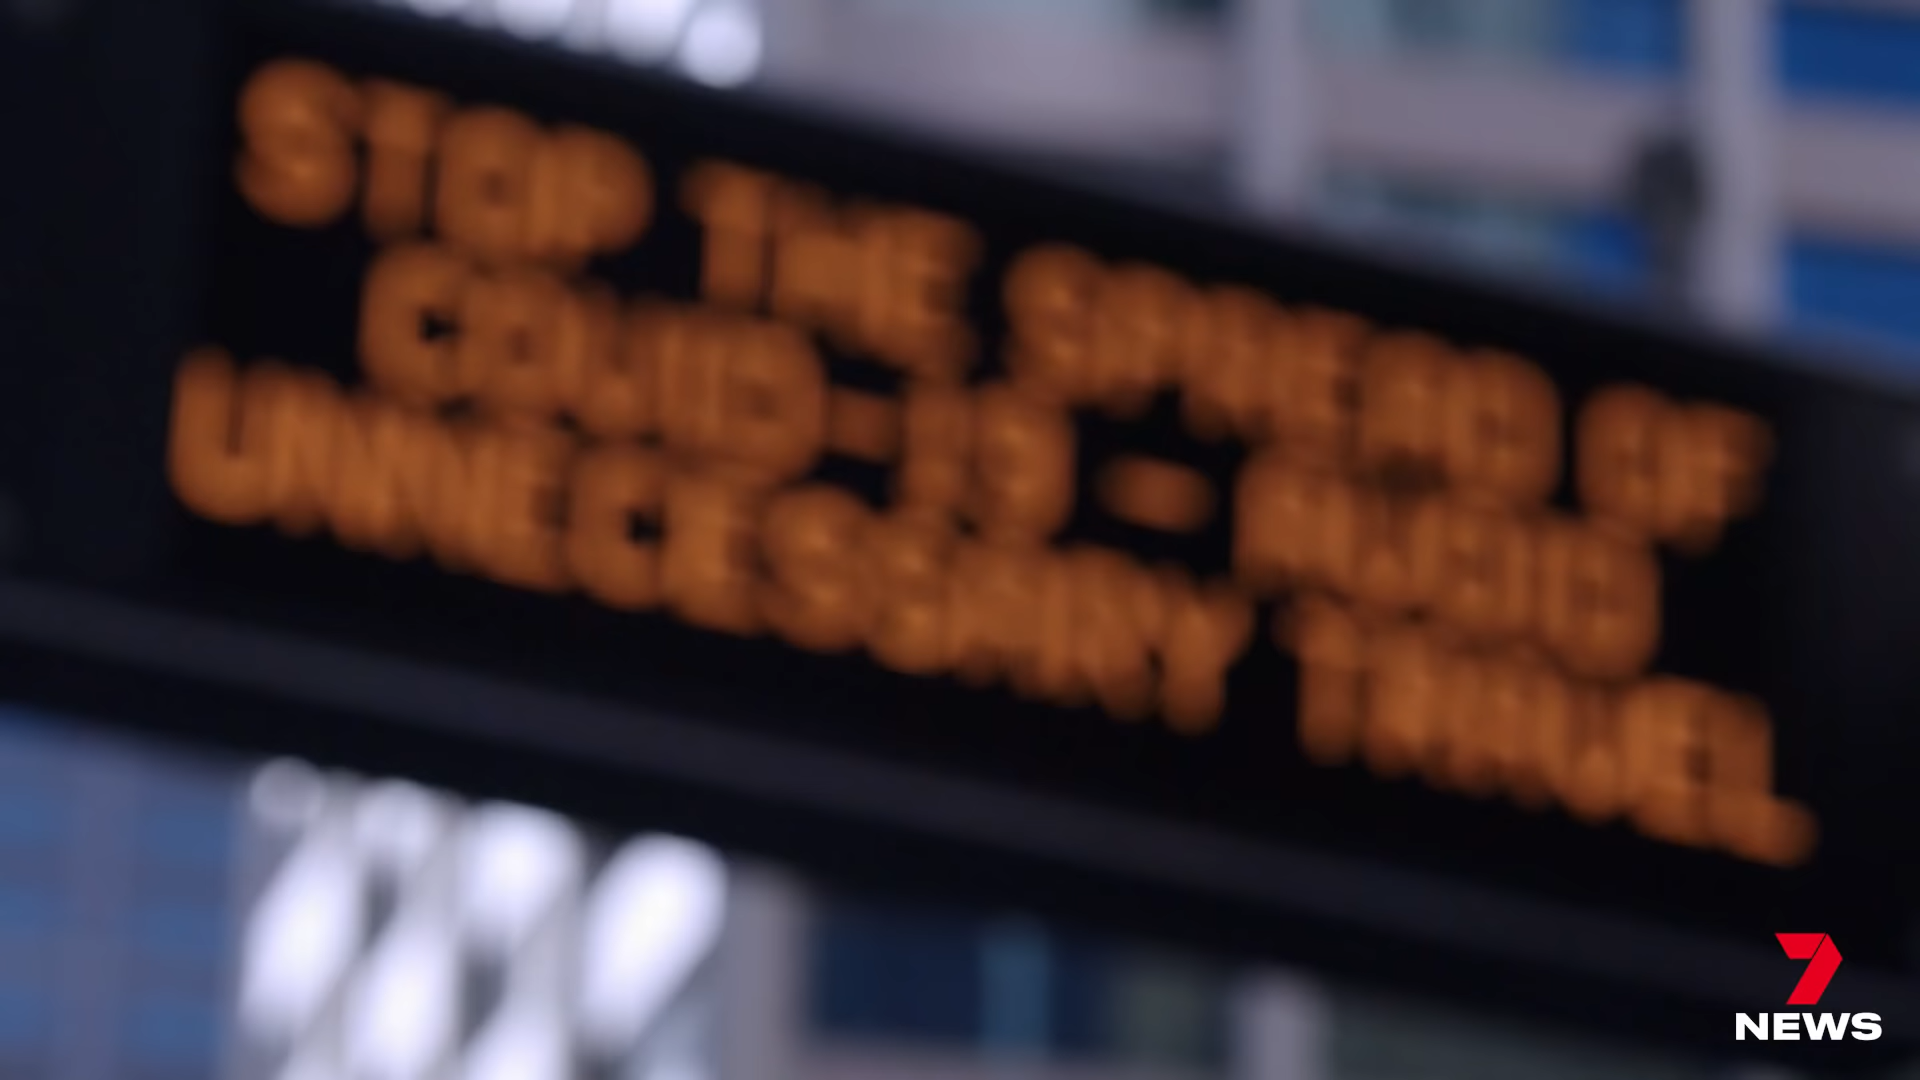 STOP THE SPREAD OF
COVID-19 - AVOID
UNNECESSARY TRAVEL
7
NEWS